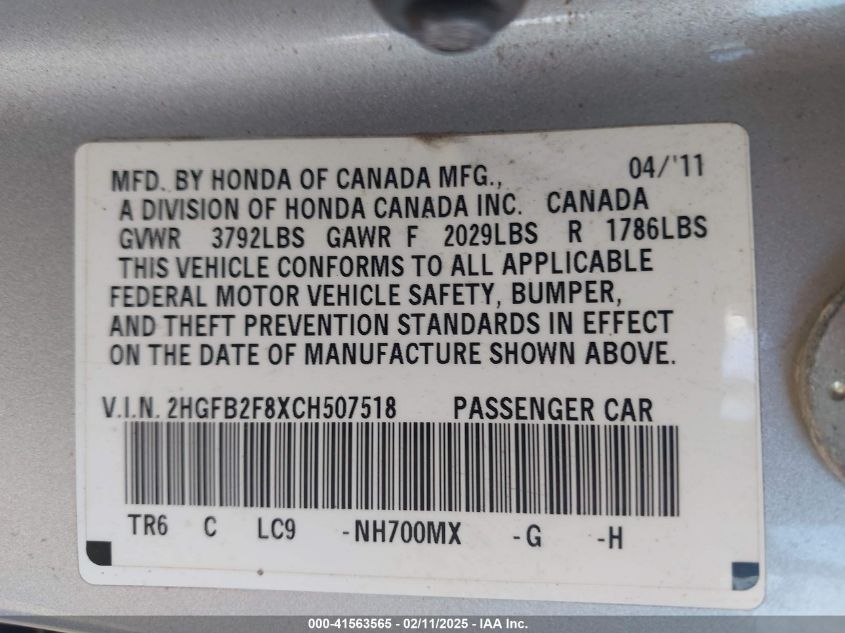 MFD. BY HONDA OF CANADA MFG., 04/'11
A DIVISION OF HONDA CANADA INC. CANADA
GVWR 3792LBS GAWR F 2029LBS R 1786LBS
THIS VEHICLE CONFORMS TO ALL APPLICABLE
FEDERAL MOTOR VEHICLE SAFETY, BUMPER,
AND THEFT PREVENTION STANDARDS IN EFFECT
ON THE DATE OF MANUFACTURE SHOWN ABOVE.
V.I.N. 2HGFB2F8XCH507518 PASSENGER CAR
TR6 C LC9 -NH700MX -G -H
000-41563565 / 02/11/2025 - IAA Inc.